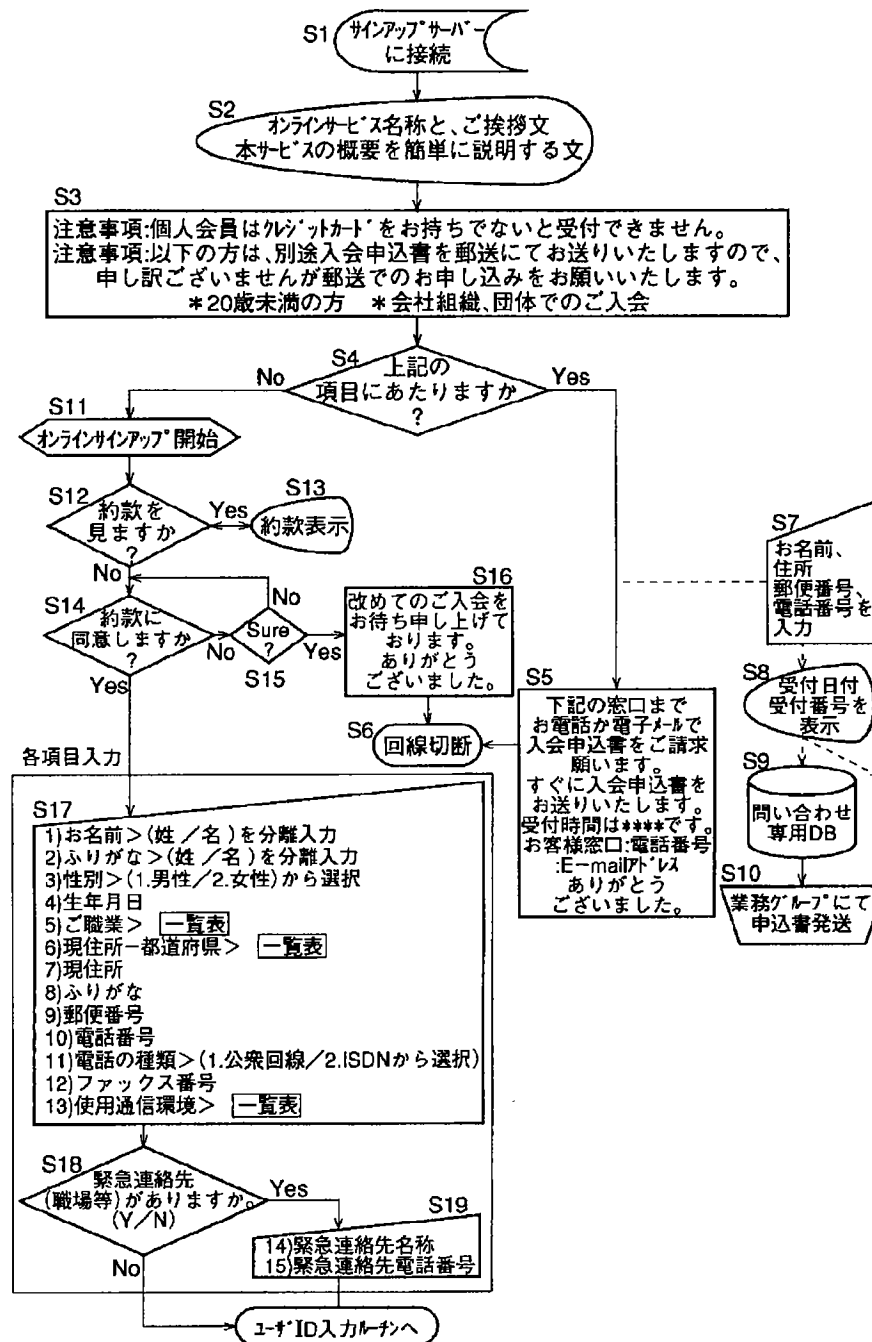 S1
サインアップサーバー
に接続
S2
オンラインサービス名称と、ご挨拶文
本サービスの概要を簡単に説明する文
S3
注意事項:個人会員はクレジットカードをお持ちでないと受付できません。
注意事項:以下の方は、別途入会申込書を郵送にてお送りいたしますので、
申し訳ございませんが郵送でのお申し込みをお願いいたします。
*20歳未満の方 *会社組織、団体でのご入会
S4
上記の
項目にあたりますか
?
No
Yes
S11
オンラインサインアップ開始
S12
約款を
見ますか
?
Yes
No
S13
約款表示
S14
約款に
同意しますか
?
No
Yes
S15
Sure
?
No
Yes
S16
改めてのご入会を
お待ち申し上げて
おります。
ありがとう
ございました。
S6
回線切断
S5
下記の窓口まで
お電話か電子メールで
入会申込書をご請求
願います。
すぐに入会申込書を
お送りいたします。
受付時間は****です。
お客様窓口:電話番号
:E-mailアドレス
ありがとう
ございました。
S7
お名前、
住所
郵便番号、
電話番号を
入力
S8
受付日付
受付番号を
表示
S9
問い合わせ
専用DB
S10
業務グループにて
申込書発送
各項目入力
S17
1)お名前>(姓/名)を分離入力
2)ふりがな>(姓/名)を分離入力
3)性別>(1.男性/2.女性)から選択
4)生年月日
5)ご職業> 一覧表
6)現住所-都道府県> 一覧表
7)現住所
8)ふりがな
9)郵便番号
10)電話番号
11)電話の種類>(1.公衆回線/2.ISDNから選択)
12)ファックス番号
13)使用通信環境> 一覧表
S18
緊急連絡先
(職場等)がありますか。
(Y/N)
Yes
No
S19
14)緊急連絡先名称
15)緊急連絡先電話番号
ユーザID入力ルーチンへ